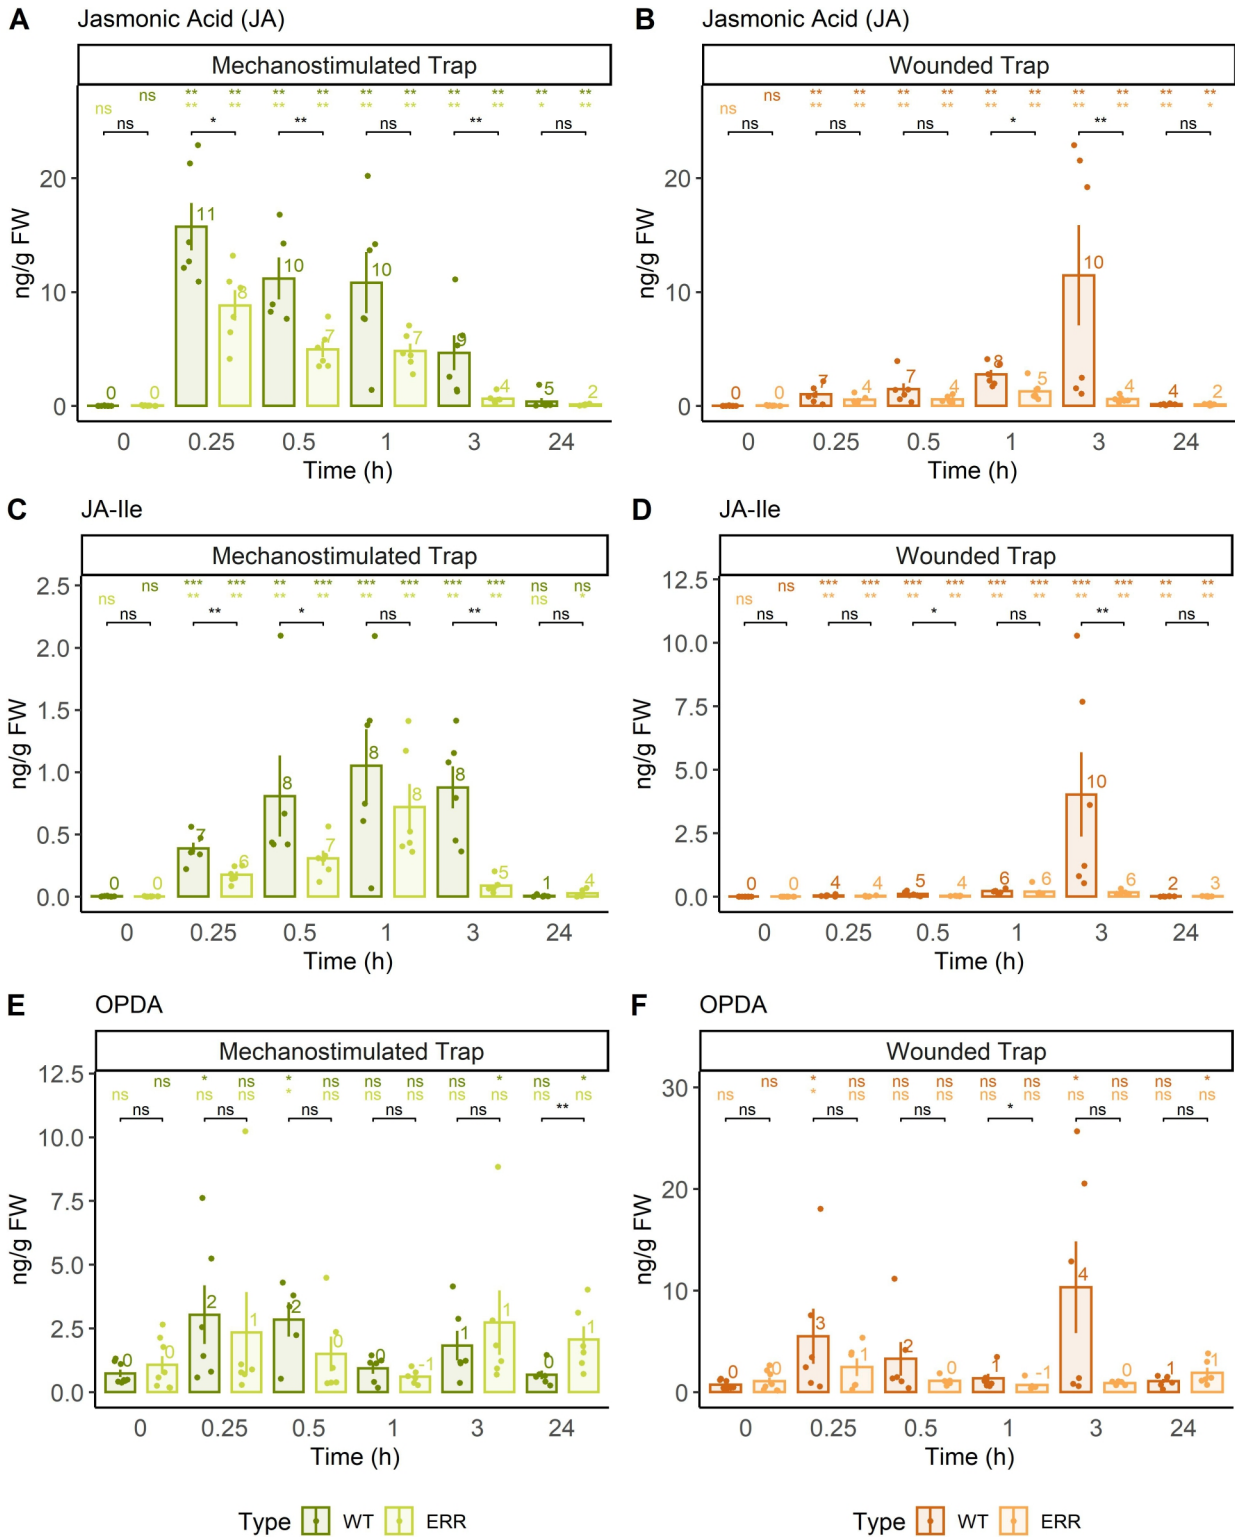 A Jasmonic Acid (JA)
Mechanostimulated Trap
ns ** ** ** ** ** ** ** ** ** **
ns ** ** ** ** ** ** ** ** * **
ns * ** ns ** ns
20
10
0
ng/g FW
0 0 11 8 10 7 10 7 9 4 5 2
0 0.25 0.5 1 3 24
Time (h)
B Jasmonic Acid (JA)
Wounded Trap
ns ** ** ** ** ** ** ** ** ** **
ns ** ** ** ** ** ** ** ** ** *
ns ns ns * ** ns
20
10
0
ng/g FW
0 0 7 4 7 4 8 5 10 4 4 2
0 0.25 0.5 1 3 24
Time (h)
C JA-Ile
Mechanostimulated Trap
ns *** *** ** *** *** *** *** *** ns ns
ns ** ** ** ** ** ** ** ** ns *
ns ** * ns ** ns
2.5
2.0
1.5
1.0
0.5
0.0
ng/g FW
0 0 7 6 8 7 8 8 8 5 1 4
0 0.25 0.5 1 3 24
Time (h)
D JA-Ile
Wounded Trap
ns *** *** *** *** *** *** *** *** ** **
ns ** ** ** ** ** ** ** ** ** **
ns ns * ns ** ns
12.5
10.0
7.5
5.0
2.5
0.0
ng/g FW
0 0 4 4 5 4 6 6 10 6 2 3
0 0.25 0.5 1 3 24
Time (h)
E OPDA
Mechanostimulated Trap
ns * ns * ns ns ns ns * ns *
ns ns ns * ns ns ns ns ns ns ns
ns ns ns ns ns **
12.5
10.0
7.5
5.0
2.5
0.0
ng/g FW
0 0 2 1 2 0 0 -1 1 1 0 1
0 0.25 0.5 1 3 24
Time (h)
F OPDA
Wounded Trap
ns * ns ns ns ns ns * ns ns *
ns * ns ns ns ns ns ns ns ns ns
ns ns ns * ns ns
30
20
10
0
ng/g FW
0 0 3 1 2 0 1 -1 4 0 1 1
0 0.25 0.5 1 3 24
Time (h)
Type WT ERR
Type WT ERR